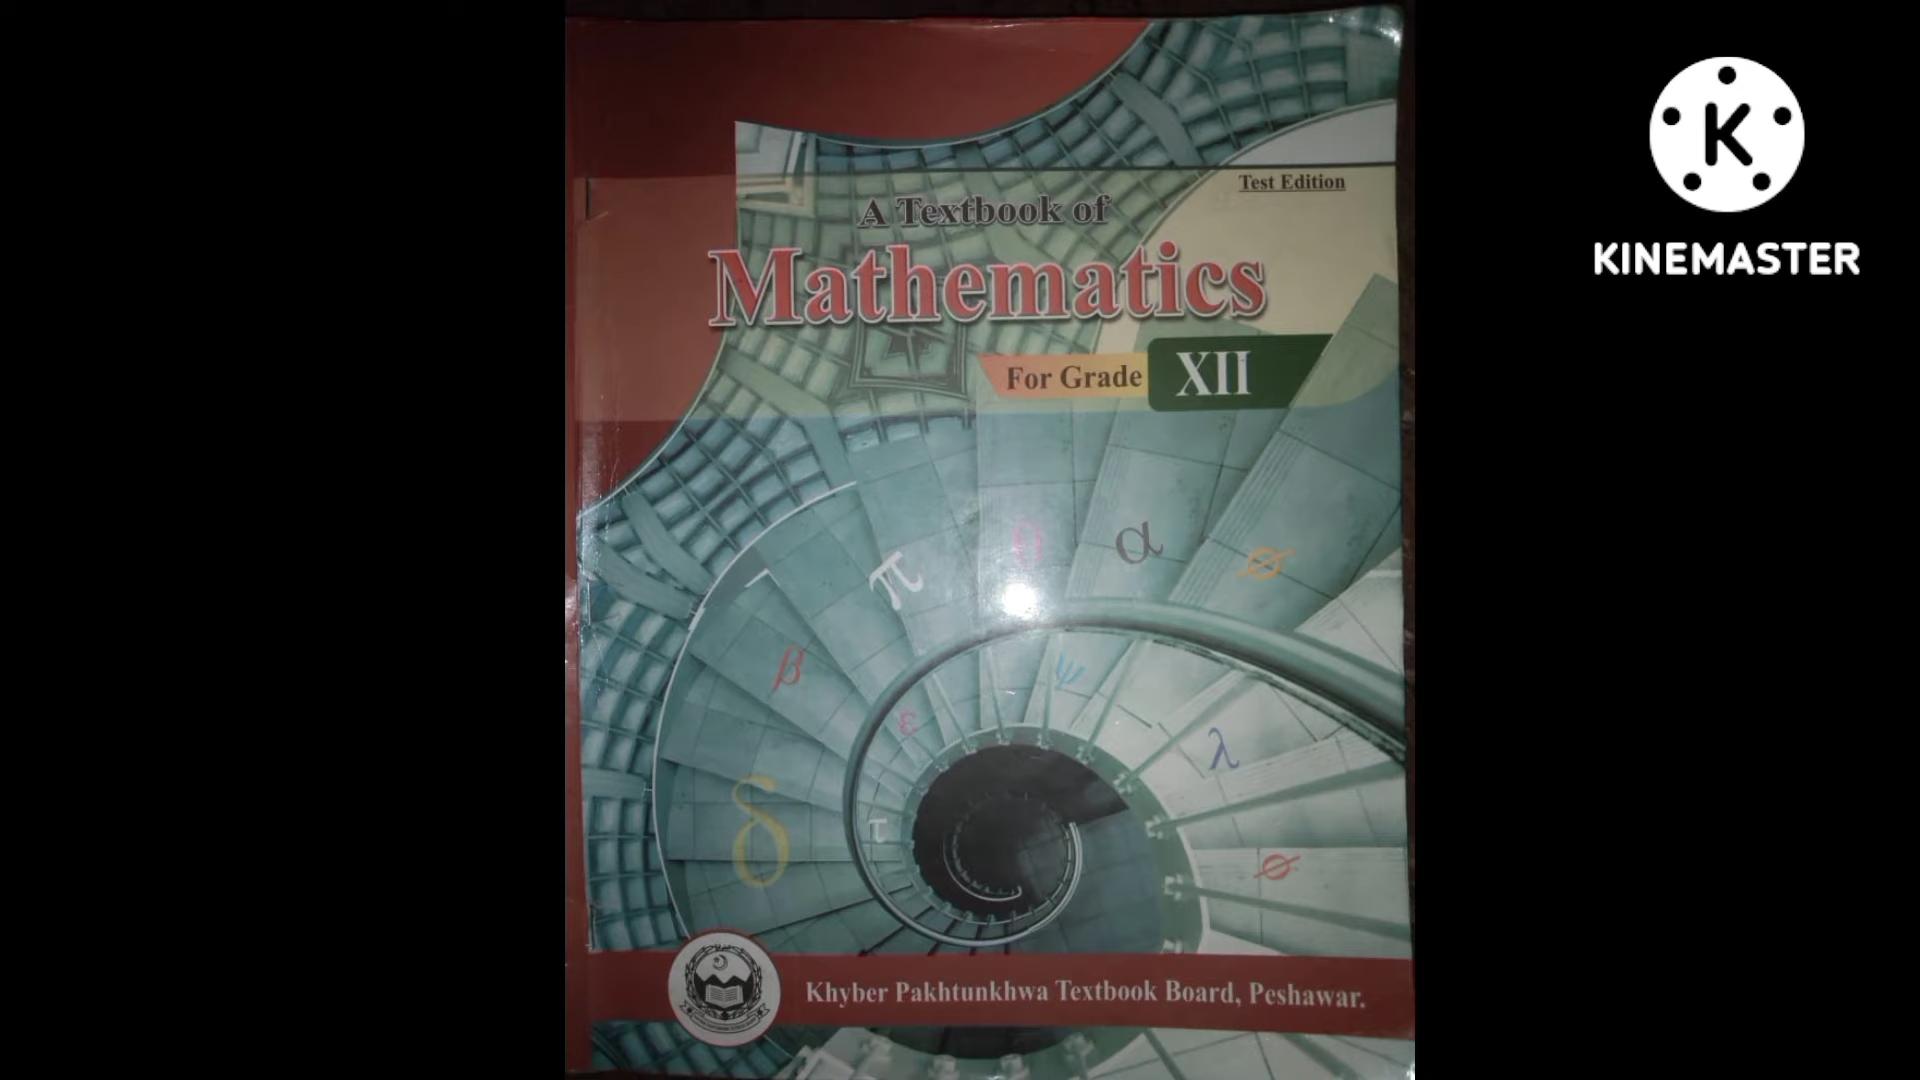 Test Edition
A Textbook of
Mathematics
For Grade XII
π θ α ϕ
β ψ
ε λ
δ τ ϕ
Khyber Pakhtunkhwa Textbook Board, Peshawar.
K
KINEMASTER